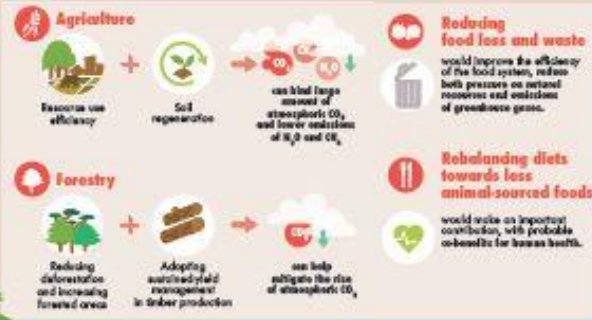 Agriculture
Resource use
efficiency
Soil
regeneration
CO₂
N₂O
can bind large
amount of
atmospheric CO₂
and lower emissions
of N₂O and CH₄
Forestry
Reducing
deforestation
and increasing
forested areas
Adopting
sustained-yield
management
in timber production
CO₂
can help
mitigate the rise
of atmospheric CO₂
Reducing
food loss and waste
would improve the efficiency
of the food system, reduce
both pressure on natural
resources and emissions
of greenhouse gases.
Rebalancing diets
towards less
animal-sourced foods
would make an important
contribution, with probable
co-benefits for human health.